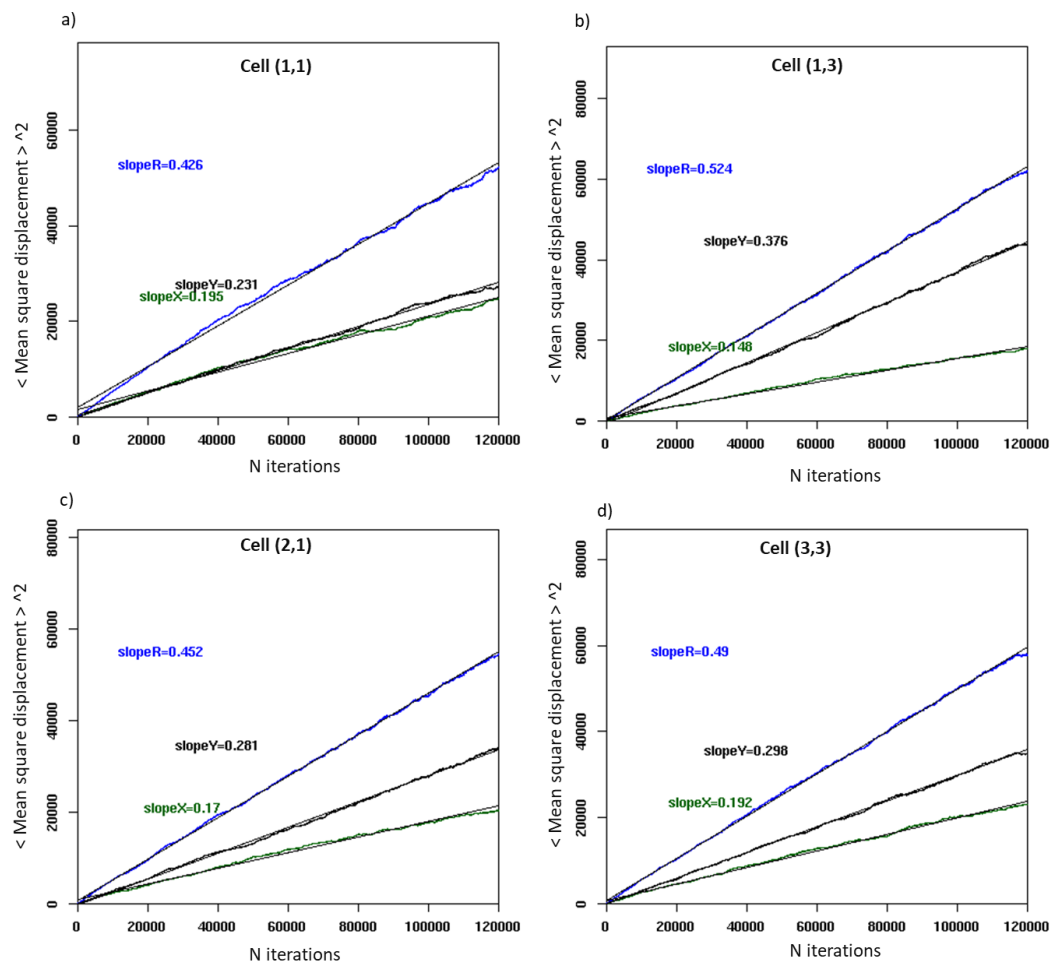 a)
Cell (1,1)
slopeR=0.426
slopeY=0.231
slopeX=0.195
< Mean square displacement > ^2
0
20000
40000
60000
0 20000 40000 60000 80000 100000 120000
N iterations
b)
Cell (1,3)
slopeR=0.524
slopeY=0.376
slopeX=0.148
< Mean square displacement > ^2
0
20000
40000
60000
80000
0 20000 40000 60000 80000 100000 120000
N iterations
c)
Cell (2,1)
slopeR=0.452
slopeY=0.281
slopeX=0.17
< Mean square displacement > ^2
0
20000
40000
60000
80000
0 20000 40000 60000 80000 100000 120000
N iterations
d)
Cell (3,3)
slopeR=0.49
slopeY=0.298
slopeX=0.192
< Mean square displacement > ^2
0
20000
40000
60000
80000
0 20000 40000 60000 80000 100000 120000
N iterations